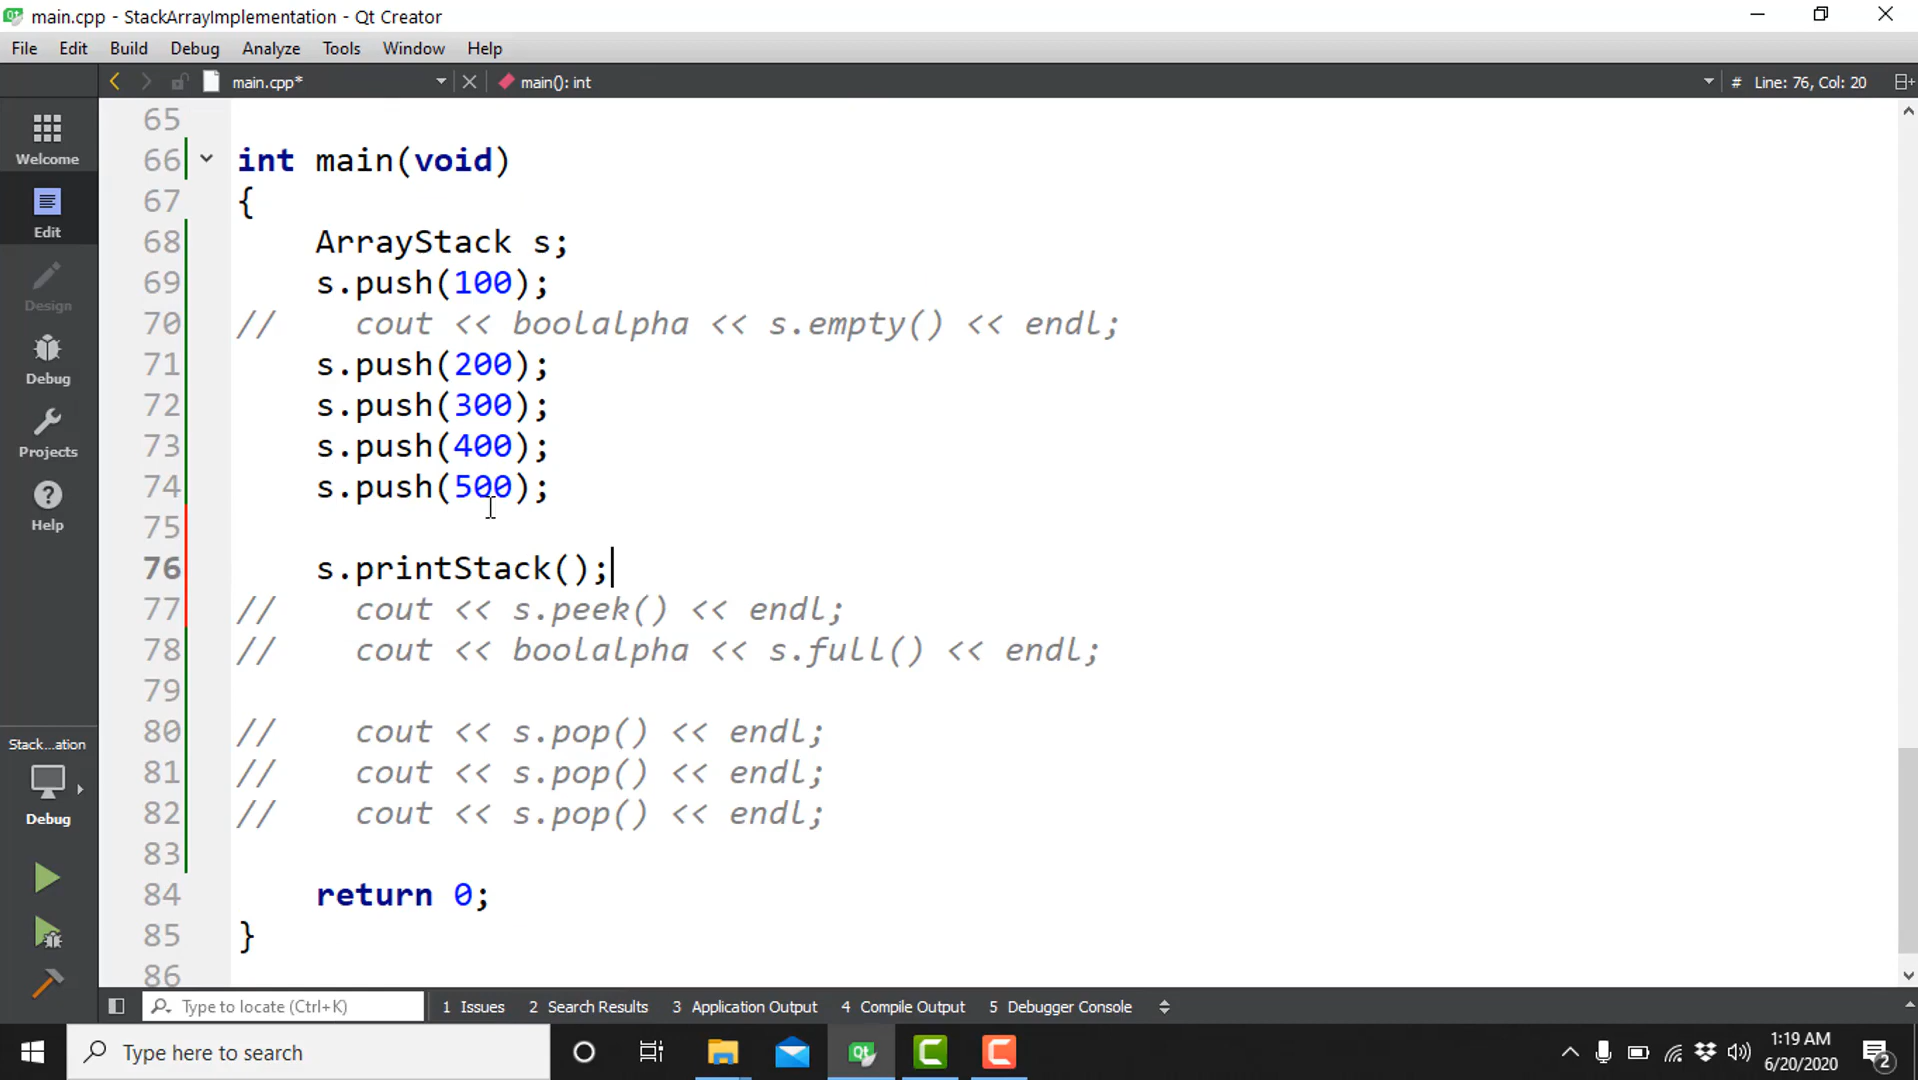 main.cpp - StackArrayImplementation - Qt Creator
File Edit Build Debug Analyze Tools Window Help
main.cpp* main(): int # Line: 76, Col: 20
65
66 int main(void)
67 {
68 ArrayStack s;
69 s.push(100);
70 // cout << boolalpha << s.empty() << endl;
71 s.push(200);
72 s.push(300);
73 s.push(400);
74 s.push(500);
75
76 s.printStack();
77 // cout << s.peek() << endl;
78 // cout << boolalpha << s.full() << endl;
79
80 // cout << s.pop() << endl;
81 // cout << s.pop() << endl;
82 // cout << s.pop() << endl;
83
84 return 0;
85 }
86
Welcome
Edit
Design
Debug
Projects
Help
Stack...ation
Debug
Type to locate (Ctrl+K) 1 Issues 2 Search Results 3 Application Output 4 Compile Output 5 Debugger Console
Type here to search
Qt
1:19 AM
6/20/2020
2